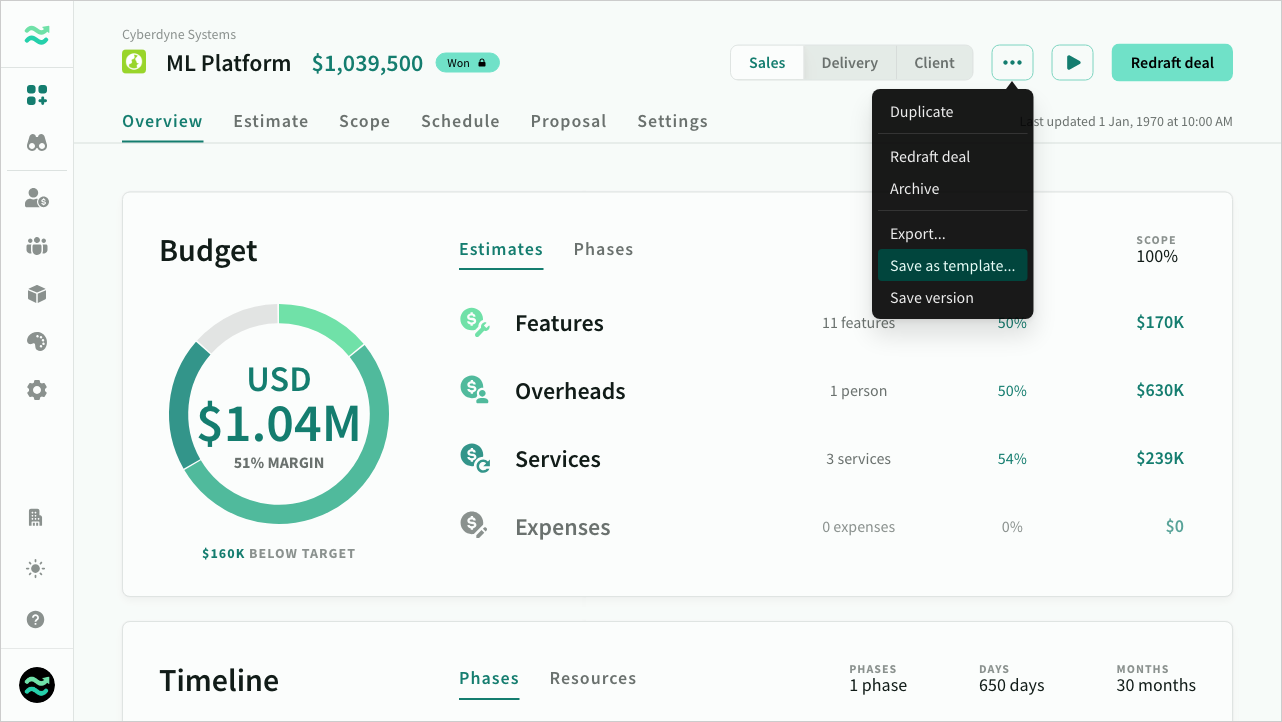 Cyberdyne Systems
ML Platform $1,039,500 Won
Sales Delivery Client
Redraft deal
Overview Estimate Scope Schedule Proposal Settings
Last updated 1 Jan, 1970 at 10:00 AM
Duplicate
Redraft deal
Archive
Export...
Save as template...
Save version
Budget
Estimates Phases
SCOPE
100%
USD
$1.04M
51% MARGIN
$160K BELOW TARGET
Features 11 features 50% $170K
Overheads 1 person 50% $630K
Services 3 services 54% $239K
Expenses 0 expenses 0% $0
Timeline
Phases Resources
PHASES
1 phase
DAYS
650 days
MONTHS
30 months